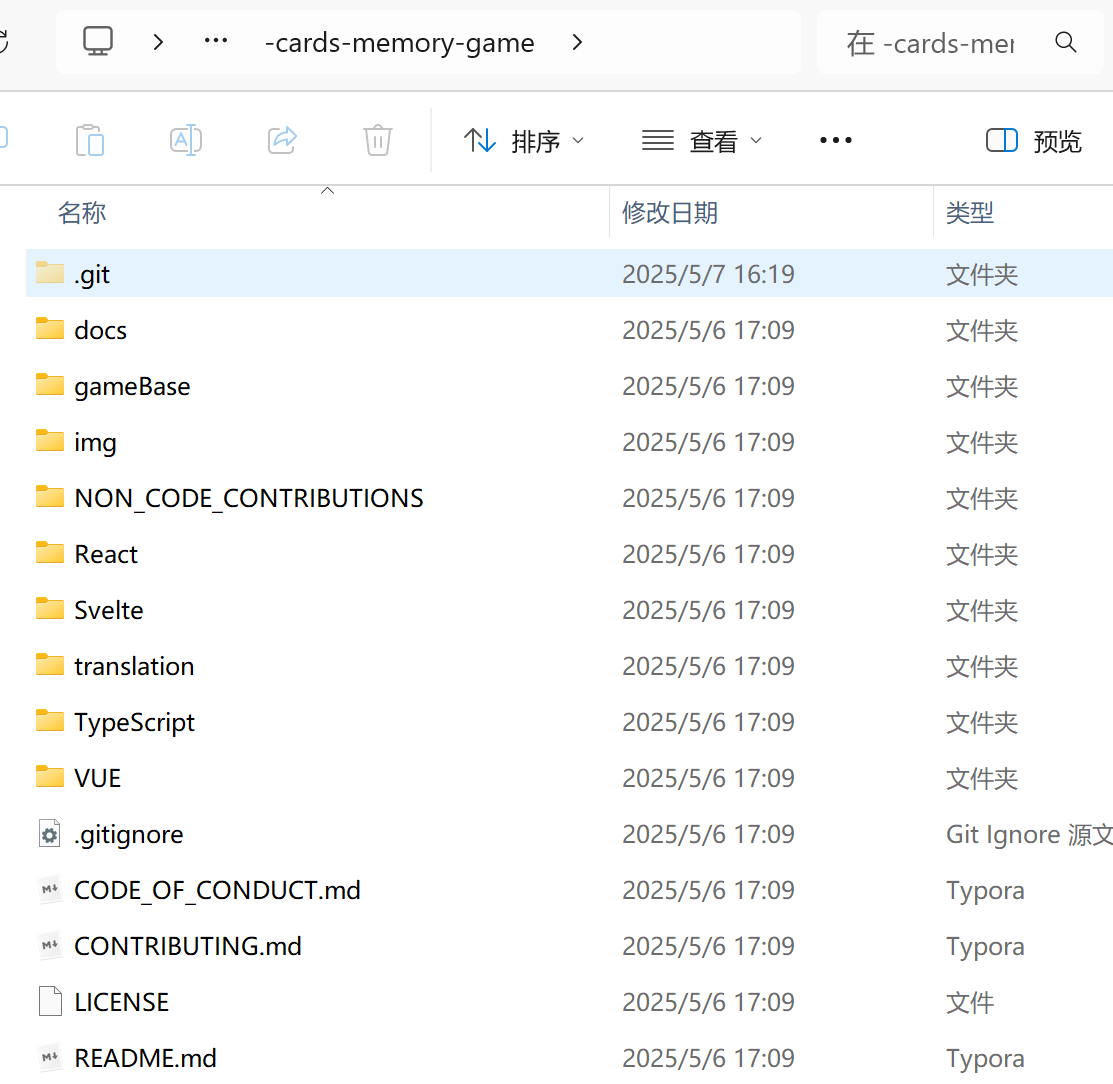 … -cards-memory-game
在 -cards-mer
排序 查看 … 预览
名称 修改日期 类型
.git 2025/5/7 16:19 文件夹
docs 2025/5/6 17:09 文件夹
gameBase 2025/5/6 17:09 文件夹
img 2025/5/6 17:09 文件夹
NON_CODE_CONTRIBUTIONS 2025/5/6 17:09 文件夹
React 2025/5/6 17:09 文件夹
Svelte 2025/5/6 17:09 文件夹
translation 2025/5/6 17:09 文件夹
TypeScript 2025/5/6 17:09 文件夹
VUE 2025/5/6 17:09 文件夹
.gitignore 2025/5/6 17:09 Git Ignore 源文
CODE_OF_CONDUCT.md 2025/5/6 17:09 Typora
CONTRIBUTING.md 2025/5/6 17:09 Typora
LICENSE 2025/5/6 17:09 文件
README.md 2025/5/6 17:09 Typora